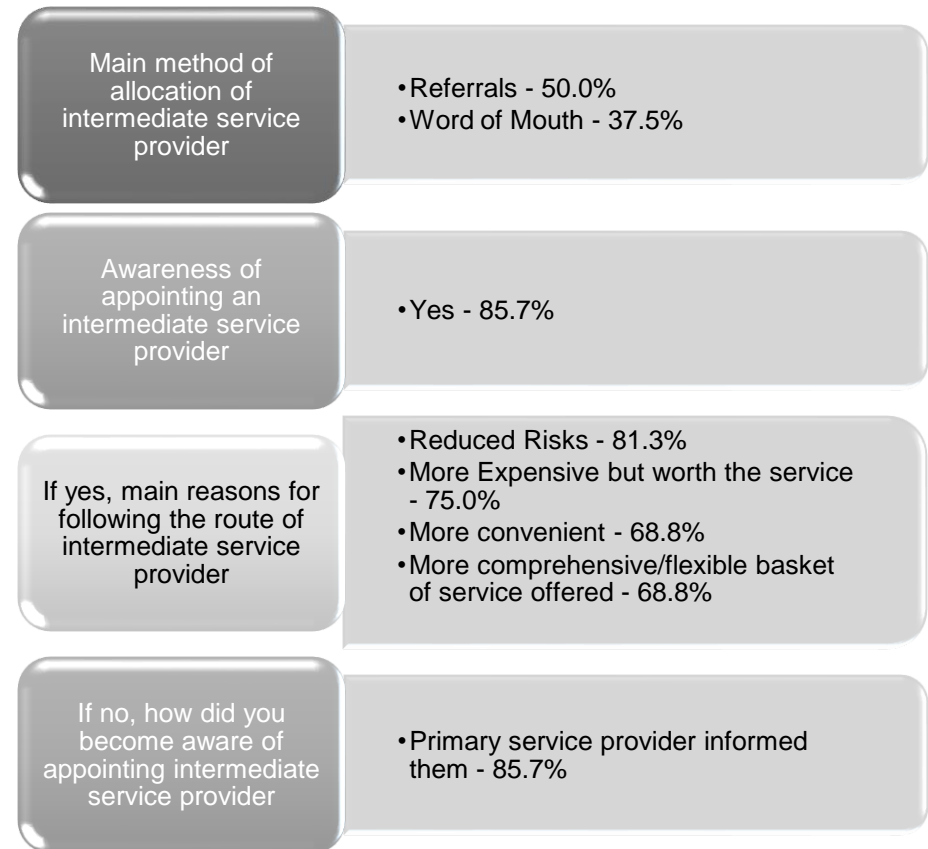 Main method of
allocation of
intermediate service
provider
•Referrals - 50.0%
•Word of Mouth - 37.5%
Awareness of
appointing an
intermediate service
provider
•Yes - 85.7%
If yes, main reasons for
following the route of
intermediate service
provider
•Reduced Risks - 81.3%
•More Expensive but worth the service
- 75.0%
•More convenient - 68.8%
•More comprehensive/flexible basket
of service offered - 68.8%
If no, how did you
become aware of
appointing intermediate
service provider
•Primary service provider informed
them - 85.7%